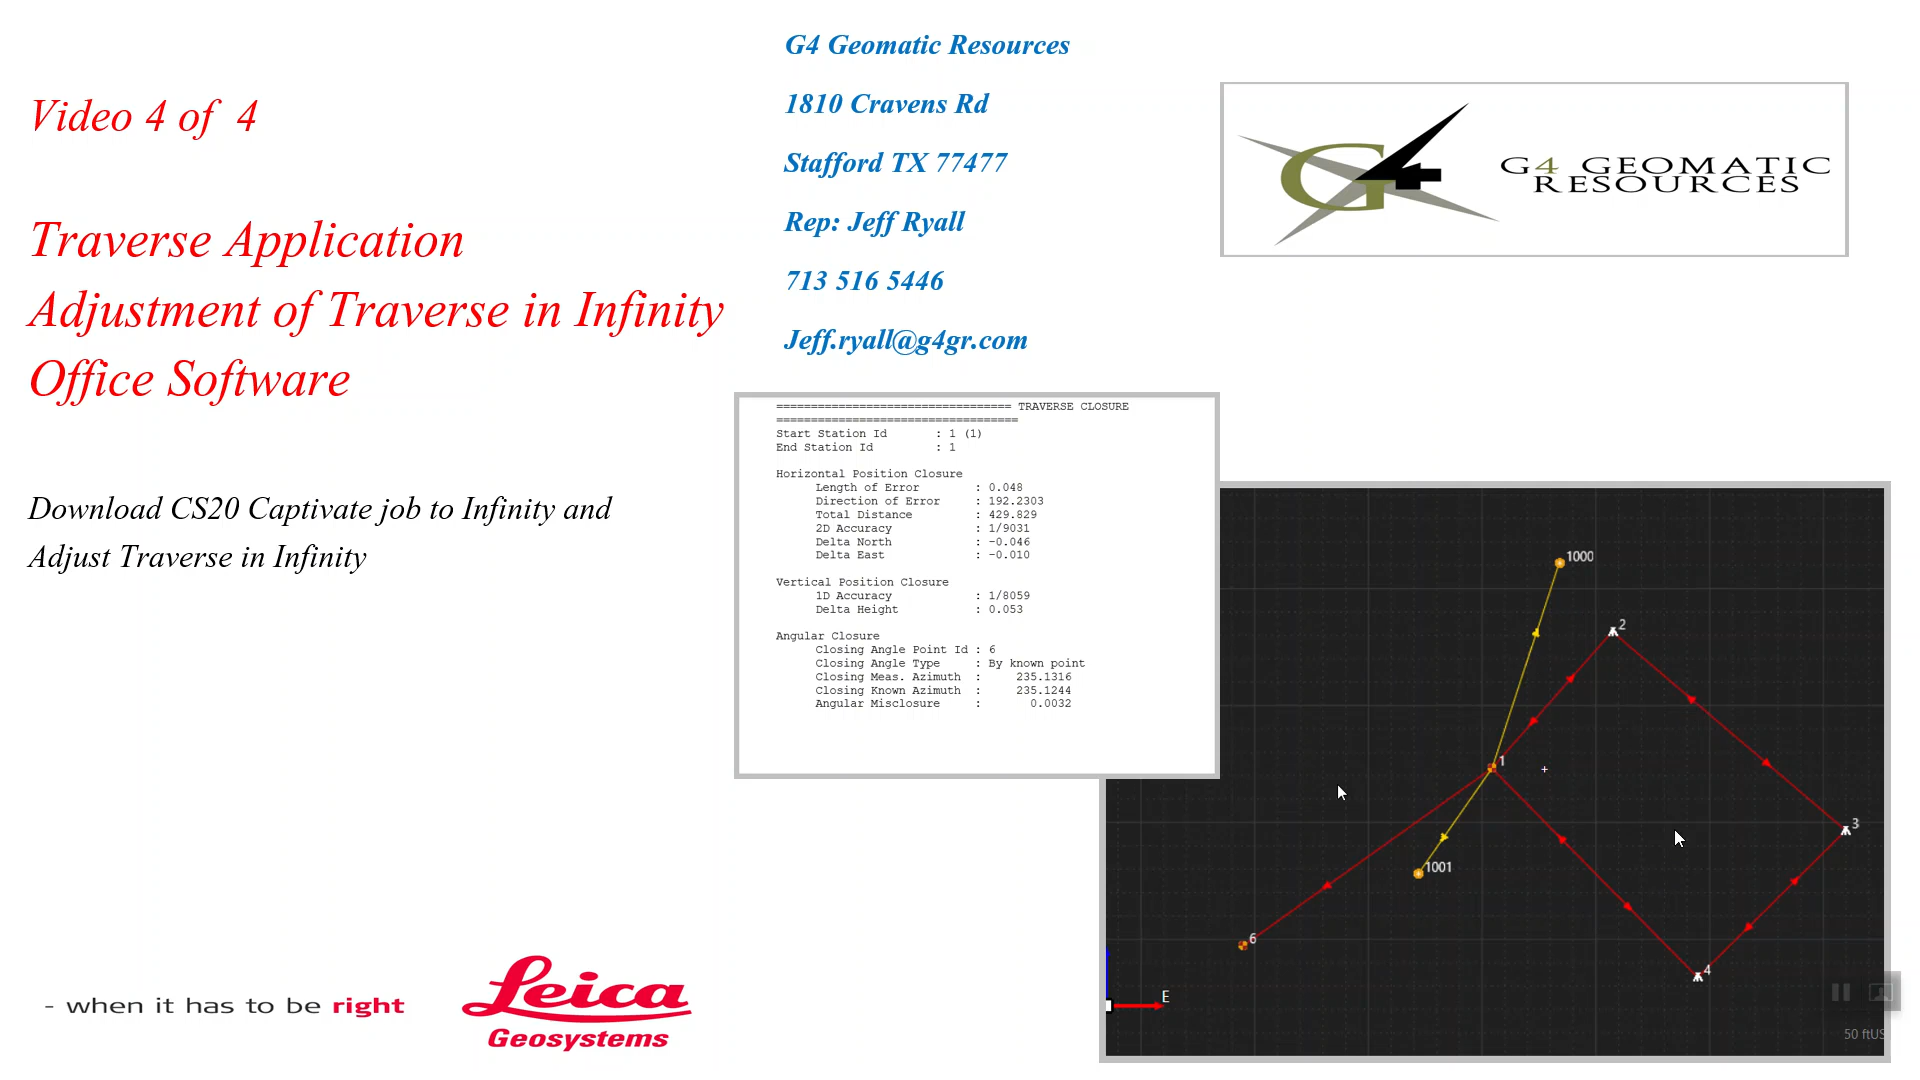 Video 4 of  4
Traverse Application
Adjustment of Traverse in Infinity
Office Software
Download CS20 Captivate job to Infinity and
Adjust Traverse in Infinity
- when it has to be right
Leica
Geosystems
G4 Geomatic Resources
1810 Cravens Rd
Stafford TX 77477
Rep: Jeff Ryall
713 516 5446
Jeff.ryall@g4gr.com
G4
G4 GEOMATIC
RESOURCES
================================== TRAVERSE CLOSURE
===================================
Start Station Id : 1 (1)
End Station Id : 1
Horizontal Position Closure
Length of Error : 0.048
Direction of Error : 192.2303
Total Distance : 429.829
2D Accuracy : 1/9031
Delta North : -0.046
Delta East : -0.010
Vertical Position Closure
1D Accuracy : 1/8059
Delta Height : 0.053
Angular Closure
Closing Angle Point Id : 6
Closing Angle Type : By known point
Closing Meas. Azimuth : 235.1316
Closing Known Azimuth : 235.1244
Angular Misclosure : 0.0032
1000
2
1
3
1001
6
4
E
50 ftUS